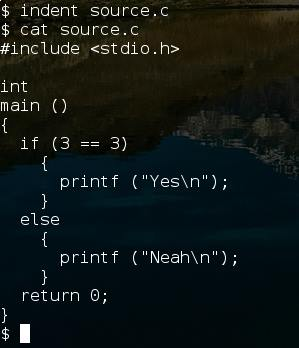 $ indent source.c
$ cat source.c
#include <stdio.h>

int
main ()
{
  if (3 == 3)
    {
      printf ("Yes\n");
    }
  else
    {
      printf ("Neah\n");
    }
  return 0;
}
$